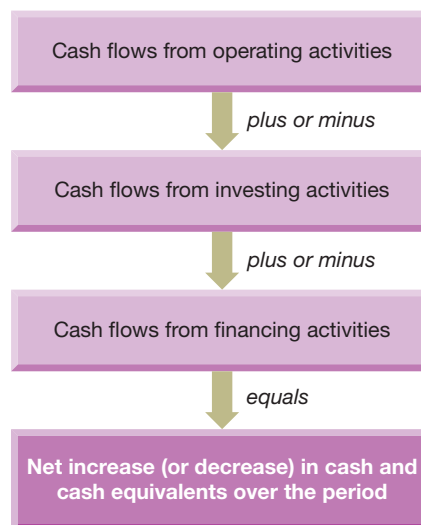 Cash flows from operating activities
plus or minus
Cash flows from investing activities
plus or minus
Cash flows from financing activities
equals
Net increase (or decrease) in cash and
cash equivalents over the period